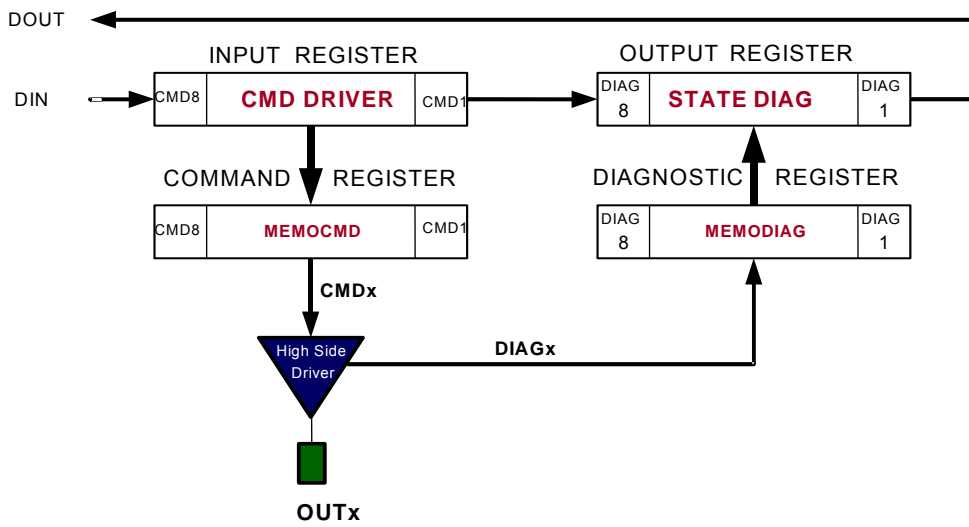 DOUT
INPUT REGISTER
OUTPUT REGISTER
DIN
CMD8
CMD DRIVER
CMD1
DIAG
8
STATE DIAG
DIAG
1
COMMAND REGISTER
DIAGNOSTIC REGISTER
CMD8
MEMOCMD
CMD1
DIAG
8
MEMODIAG
DIAG
1
CMDx
High Side
Driver
DIAGx
OUTx